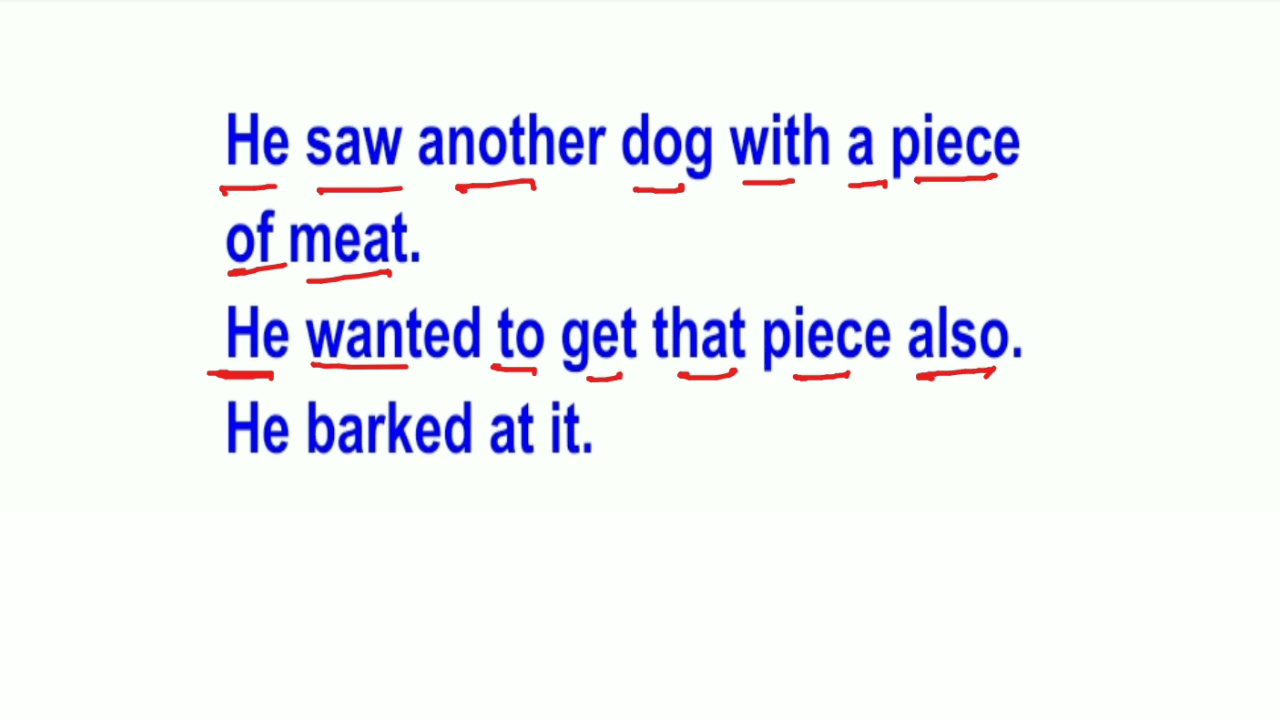 He saw another dog with a piece
of meat.
He wanted to get that piece also.
He barked at it.